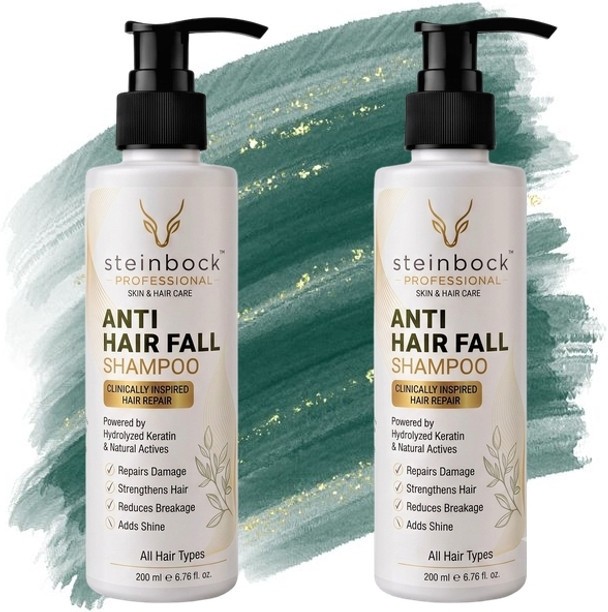 steinbock™
PROFESSIONAL
SKIN & HAIR CARE
ANTI
HAIR FALL
SHAMPOO
CLINICALLY INSPIRED
HAIR REPAIR
Powered by
Hydrolyzed Keratin
& Natural Actives
Repairs Damage
Strengthens Hair
Reduces Breakage
Adds Shine
All Hair Types
200 ml e 6.76 fl. oz.
steinbock™
PROFESSIONAL
SKIN & HAIR CARE
ANTI
HAIR FALL
SHAMPOO
CLINICALLY INSPIRED
HAIR REPAIR
Powered by
Hydrolyzed Keratin
& Natural Actives
Repairs Damage
Strengthens Hair
Reduces Breakage
Adds Shine
All Hair Types
200 ml e 6.76 fl. oz.